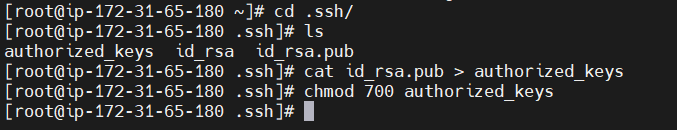 [root@ip-172-31-65-180 ~]# cd .ssh/
[root@ip-172-31-65-180 .ssh]# ls
authorized_keys  id_rsa  id_rsa.pub
[root@ip-172-31-65-180 .ssh]# cat id_rsa.pub > authorized_keys
[root@ip-172-31-65-180 .ssh]# chmod 700 authorized_keys
[root@ip-172-31-65-180 .ssh]#